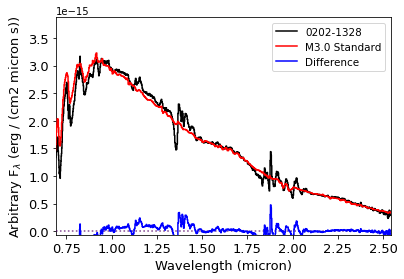 1e−15
0202-1328
M3.0 Standard
Difference
3.5
3.0
2.5
2.0
1.5
1.0
0.5
0.0
Arbitrary Fλ (erg / (cm2 micron s))
0.75 1.00 1.25 1.50 1.75 2.00 2.25 2.50
Wavelength (micron)